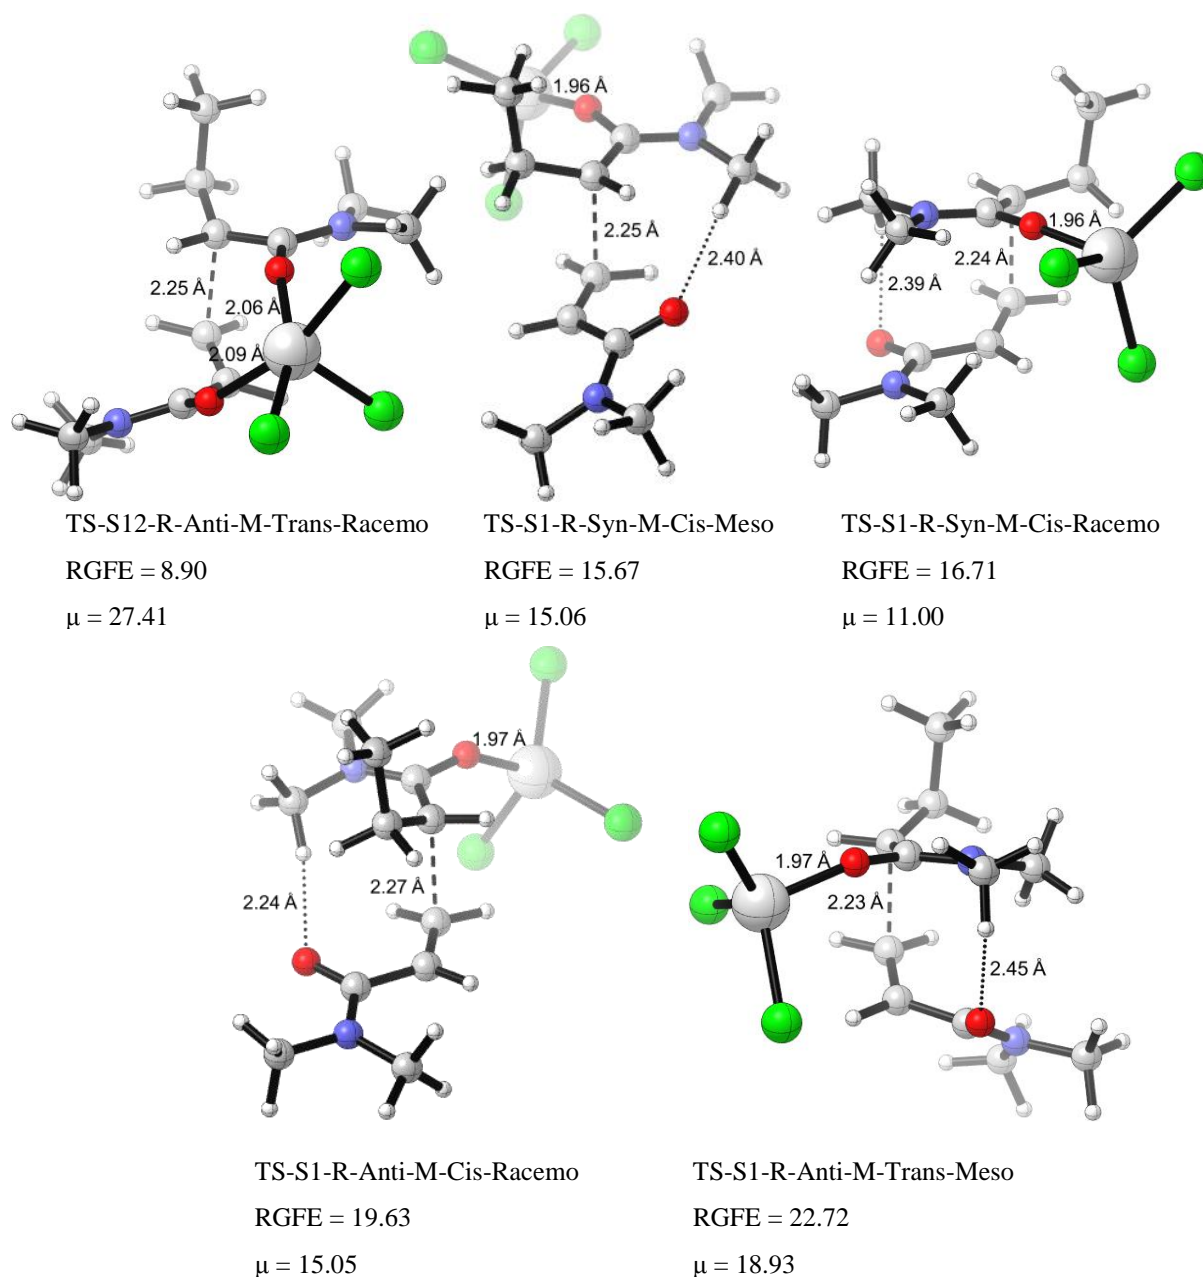 1.96 Å
2.25 Å
2.40 Å
1.96 Å
2.24 Å
2.39 Å
2.25 Å
2.06 Å
2.09 Å
TS-S12-R-Anti-M-Trans-Racemo
RGFE = 8.90
μ = 27.41
TS-S1-R-Syn-M-Cis-Meso
RGFE = 15.67
μ = 15.06
TS-S1-R-Syn-M-Cis-Racemo
RGFE = 16.71
μ = 11.00
1.97 Å
2.27 Å
2.24 Å
1.97 Å
2.23 Å
2.45 Å
TS-S1-R-Anti-M-Cis-Racemo
RGFE = 19.63
μ = 15.05
TS-S1-R-Anti-M-Trans-Meso
RGFE = 22.72
μ = 18.93